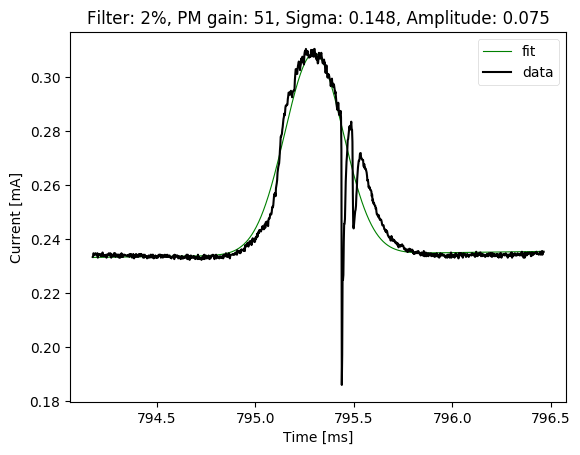 Filter: 2%, PM gain: 51, Sigma: 0.148, Amplitude: 0.075
fit
data
0.30
0.28
0.26
0.24
0.22
0.20
0.18
Current [mA]
794.5 795.0 795.5 796.0 796.5
Time [ms]